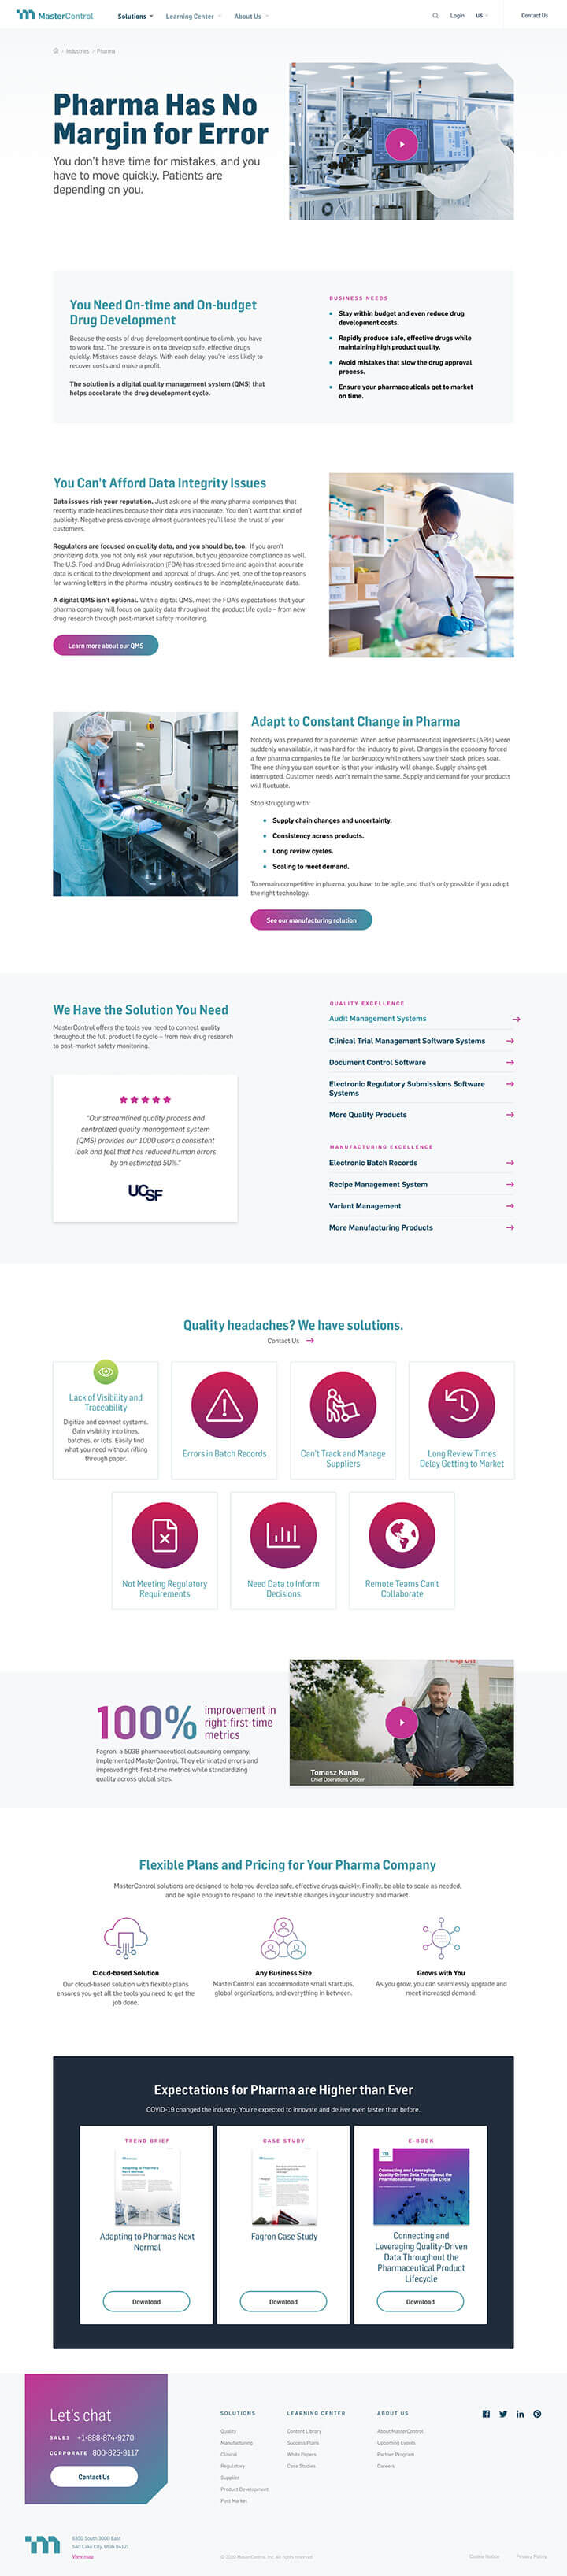 MasterControl
Solutions
Learning Center
About Us
Login
US
Contact Us
Industries
Pharma
Pharma Has No
Margin for Error
You don't have time for mistakes, and you
have to move quickly. Patients are
depending on you.
You Need On-time and On-budget
Drug Development
Because the costs of drug development continue to climb, you have
to work fast. The pressure is on to develop safe, effective drugs
quickly. Mistakes cause delays. With each delay, you're less likely to
recover costs and make a profit.
The solution is a digital quality management system (QMS) that
helps accelerate the drug development cycle.
BUSINESS NEEDS
Stay within budget and even reduce drug
development costs.
Rapidly produce safe, effective drugs while
maintaining high product quality.
Avoid mistakes that slow the drug approval
process.
Ensure your pharmaceuticals get to market
on time.
You Can't Afford Data Integrity Issues
Data issues risk your reputation. Just ask one of the many pharma companies that
recently made headlines because their data was inaccurate. You don't want that kind of
publicity. Negative press coverage almost guarantees you'll lose the trust of your
customers.
Regulators are focused on quality data, and you should be, too. If you aren't
prioritizing data, you not only risk your reputation, but you jeopardize compliance as well.
The U.S. Food and Drug Administration (FDA) has stressed time and again that accurate
data is critical to the development and approval of drugs. And yet, one of the top reasons
for warning letters in the pharma industry continues to be incomplete/inaccurate data.
A digital QMS isn't optional. With a digital QMS, meet the FDA's expectations that your
pharma company will focus on quality data throughout the product life cycle – from new
drug research through post-market safety monitoring.
Learn more about our QMS
Adapt to Constant Change in Pharma
Nobody was prepared for a pandemic. When active pharmaceutical ingredients (APIs) were
suddenly unavailable, it was hard for the industry to pivot. Changes in the economy forced
a few pharma companies to file for bankruptcy while others saw their stock prices soar.
The one thing you can count on is that your industry will change. Supply chains get
interrupted. Customer needs won't remain the same. Supply and demand for your products
will fluctuate.
Stop struggling with:
Supply chain changes and uncertainty.
Consistency across products.
Long review cycles.
Scaling to meet demand.
To remain competitive in pharma, you have to be agile, and that's only possible if you adopt
the right technology.
See our manufacturing solution
We Have the Solution You Need
MasterControl offers the tools you need to connect quality
throughout the full product life cycle – from new drug research
to post-market safety monitoring.
"Our streamlined quality process and
centralized quality management system
(QMS) provides our 1000 users a consistent
look and feel that has reduced human errors
by an estimated 50%."
UCSF
QUALITY EXCELLENCE
Audit Management Systems
Clinical Trial Management Software Systems
Document Control Software
Electronic Regulatory Submissions Software
Systems
More Quality Products
MANUFACTURING EXCELLENCE
Electronic Batch Records
Recipe Management System
Variant Management
More Manufacturing Products
Quality headaches? We have solutions.
Contact Us
Lack of Visibility and
Traceability
Digitize and connect systems.
Gain visibility into lines,
batches, or lots. Easily find
what you need without rifling
through paper.
Errors in Batch Records
Can't Track and Manage
Suppliers
Long Review Times
Delay Getting to Market
Not Meeting Regulatory
Requirements
Need Data to Inform
Decisions
Remote Teams Can't
Collaborate
100%
improvement in
right-first-time
metrics
Fagron, a 503B pharmaceutical outsourcing company,
implemented MasterControl. They eliminated errors and
improved right-first-time metrics while standardizing
quality across global sites.
Tomasz Kania
Chief Operations Officer
Flexible Plans and Pricing for Your Pharma Company
MasterControl solutions are designed to help you develop safe, effective drugs quickly. Finally, be able to scale as needed,
and be agile enough to respond to the inevitable changes in your industry and market.
Cloud-based Solution
Our cloud-based solution with flexible plans
ensures you get all the tools you need to get the
job done.
Any Business Size
MasterControl can accommodate small startups,
global organizations, and everything in between.
Grows with You
As you grow, you can seamlessly upgrade and
meet increased demand.
Expectations for Pharma are Higher than Ever
COVID-19 changed the industry. You're expected to innovate and deliver even faster than before.
TREND BRIEF
Adapting to Pharma's
Next Normal
Adapting to Pharma's Next
Normal
Download
CASE STUDY
Fagron Case Study
Download
E-BOOK
Connecting and Leveraging
Quality-Driven Data Throughout the
Pharmaceutical Product Life Cycle
Connecting and
Leveraging Quality-Driven
Data Throughout the
Pharmaceutical Product
Lifecycle
Download
Let's chat
SALES +1-888-874-9270
CORPORATE 800-825-9117
Contact Us
SOLUTIONS
Quality
Manufacturing
Clinical
Regulatory
Supplier
Product Development
Post-Market
LEARNING CENTER
Content Library
Success Plans
White Papers
Case Studies
ABOUT US
About MasterControl
Upcoming Events
Partner Program
Careers
6350 South 3000 East
Salt Lake City, Utah 84121
View map
MasterControl, Inc. All rights reserved.
Cookie Notice
Privacy Policy